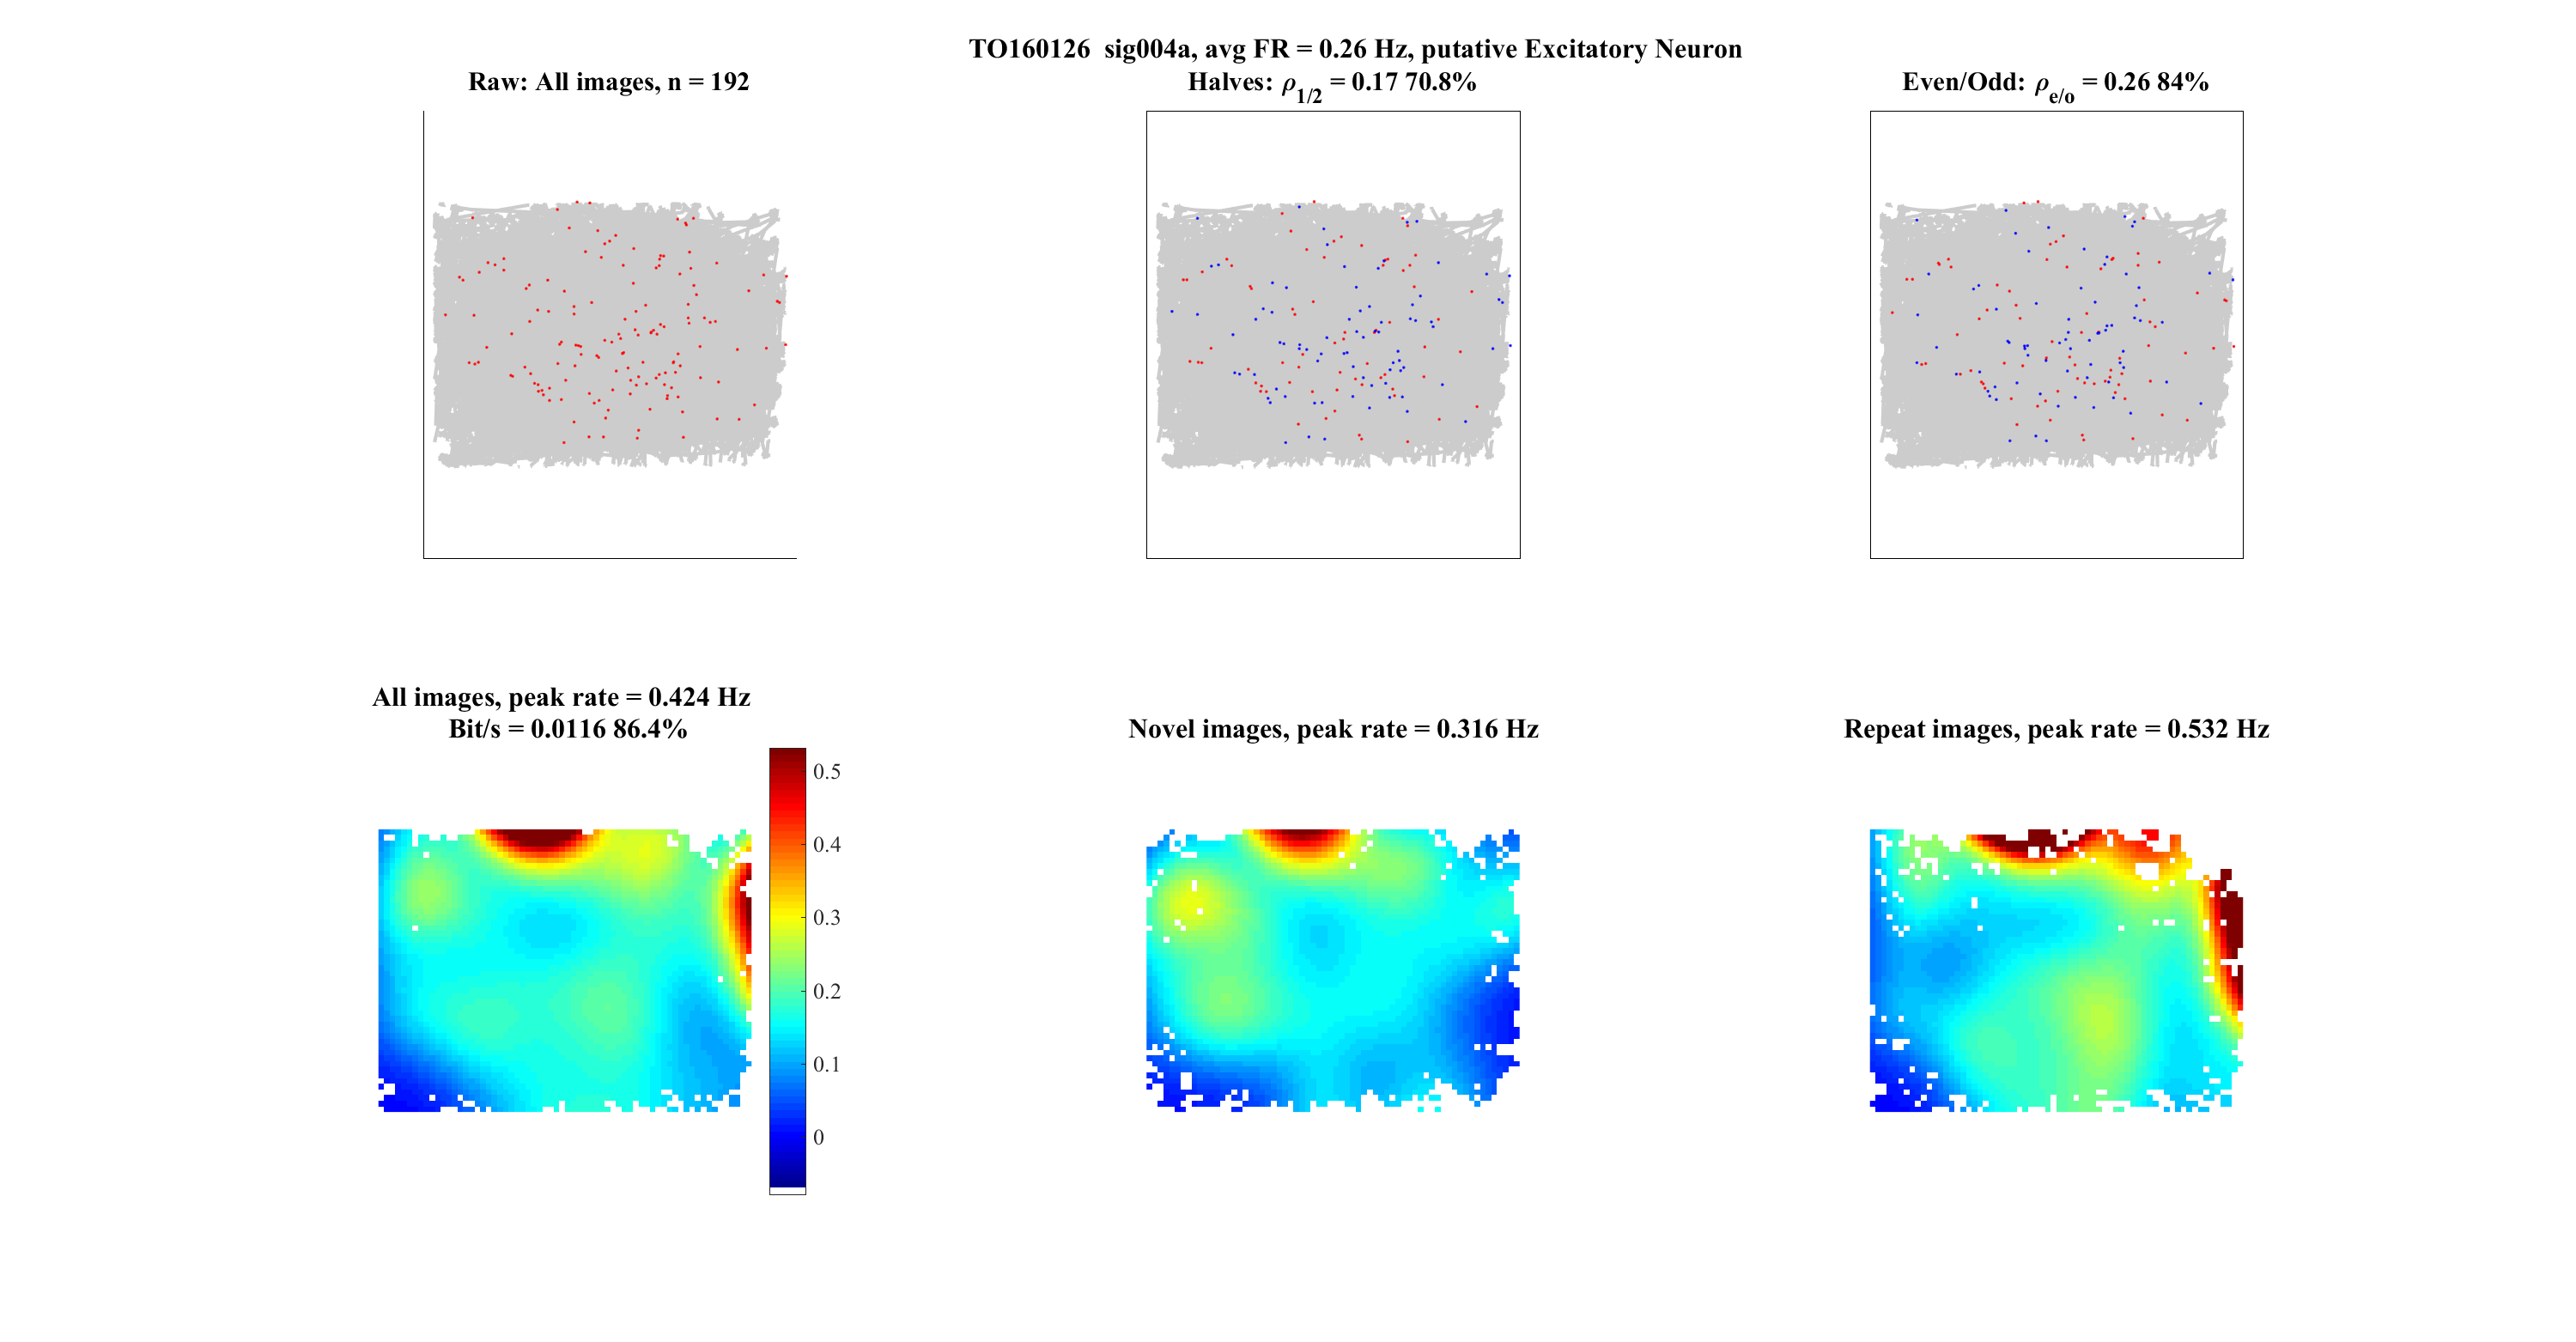 TO160126  sig004a, avg FR = 0.26 Hz, putative Excitatory Neuron
Raw: All images, n = 192
Halves: ρ1/2 = 0.17 70.8%
Even/Odd: ρe/o = 0.26 84%
All images, peak rate = 0.424 Hz
Bit/s = 0.0116 86.4%
Novel images, peak rate = 0.316 Hz
Repeat images, peak rate = 0.532 Hz
0.5
0.4
0.3
0.2
0.1
0